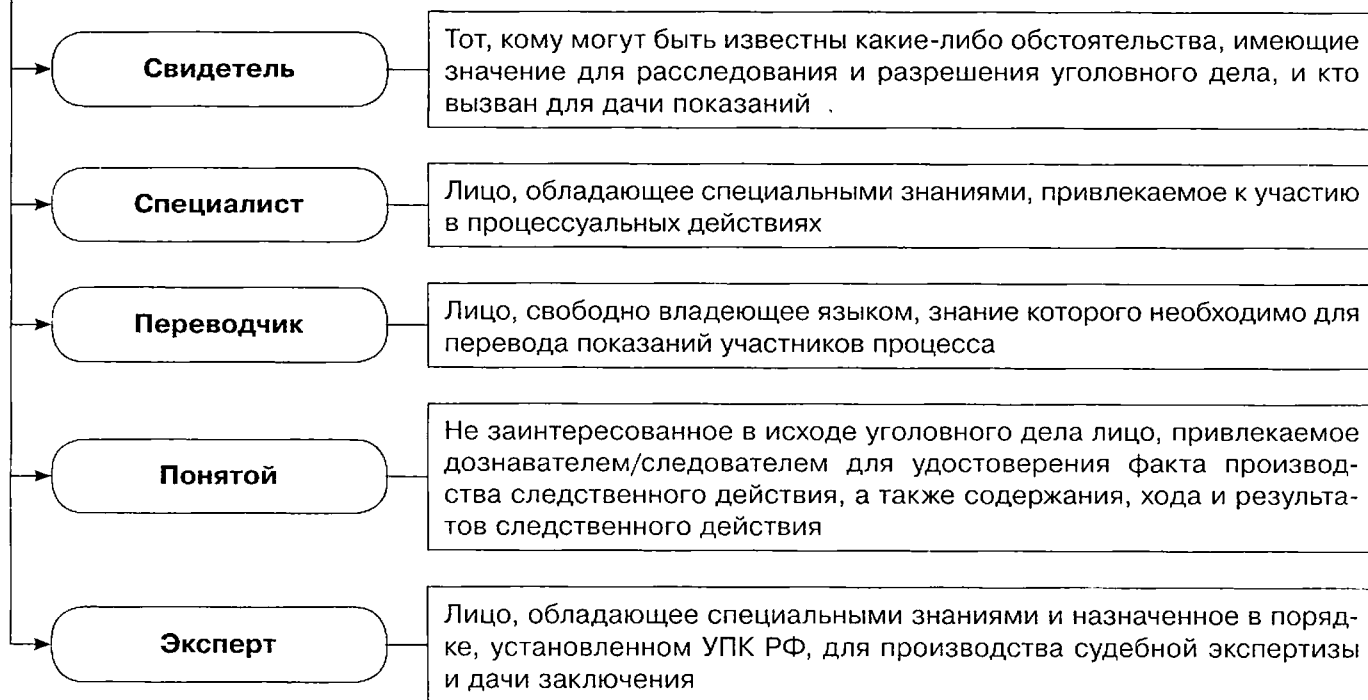 Свидетель
Тот, кому могут быть известны какие-либо обстоятельства, имеющие
значение для расследования и разрешения уголовного дела, и кто
вызван для дачи показаний .
Специалист
Лицо, обладающее специальными знаниями, привлекаемое к участию
в процессуальных действиях
Переводчик
Лицо, свободно владеющее языком, знание которого необходимо для
перевода показаний участников процесса
Понятой
Не заинтересованное в исходе уголовного дела лицо, привлекаемое
дознавателем/следователем для удостоверения факта производ-
ства следственного действия, а также содержания, хода и результа-
тов следственного действия
Эксперт
Лицо, обладающее специальными знаниями и назначенное в поряд-
ке, установленном УПК РФ, для производства судебной экспертизы
и дачи заключения